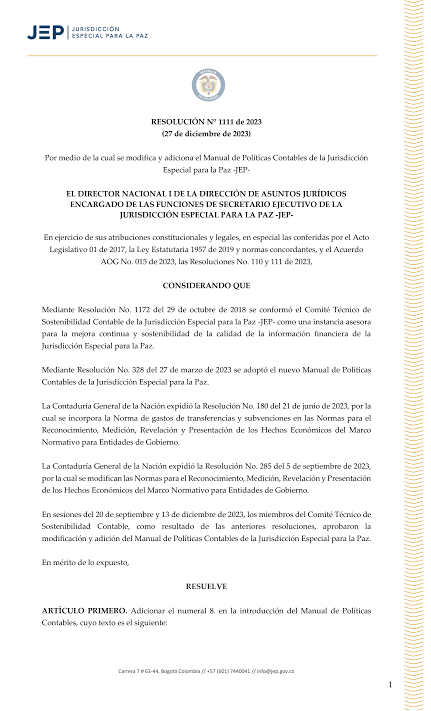 JEP | JURISDICCIÓN
ESPECIAL PARA LA PAZ
RESOLUCIÓN Nº 1111 de 2023
(27 de diciembre de 2023)
Por medio de la cual se modifica y adiciona el Manual de Políticas Contables de la Jurisdicción
Especial para la Paz -JEP-
EL DIRECTOR NACIONAL I DE LA DIRECCIÓN DE ASUNTOS JURÍDICOS
ENCARGADO DE LAS FUNCIONES DE SECRETARIO EJECUTIVO DE LA
JURISDICCIÓN ESPECIAL PARA LA PAZ -JEP-
En ejercicio de sus atribuciones constitucionales y legales, en especial las conferidas por el Acto
Legislativo 01 de 2017, la Ley Estatutaria 1957 de 2019 y normas concordantes, y el Acuerdo
AOG No. 015 de 2023, las Resoluciones No. 110 y 111 de 2023,
CONSIDERANDO QUE
Mediante Resolución No. 1172 del 29 de octubre de 2018 se conformó el Comité Técnico de
Sostenibilidad Contable de la Jurisdicción Especial para la Paz -JEP- como una instancia asesora
para la mejora continua y sostenibilidad de la calidad de la información financiera de la
Jurisdicción Especial para la Paz.
Mediante Resolución No. 328 del 27 de marzo de 2023 se adoptó el nuevo Manual de Políticas
Contables de la Jurisdicción Especial para la Paz.
La Contaduría General de la Nación expidió la Resolución No. 180 del 21 de junio de 2023, por la
cual se incorpora la Norma de gastos de transferencias y subvenciones en las Normas para el
Reconocimiento, Medición, Revelación y Presentación de los Hechos Económicos del Marco
Normativo para Entidades de Gobierno.
La Contaduría General de la Nación expidió la Resolución No. 285 del 5 de septiembre de 2023,
por la cual se modifican las Normas para el Reconocimiento, Medición, Revelación y Presentación
de los Hechos Económicos del Marco Normativo para Entidades de Gobierno.
En sesiones del 20 de septiembre y 13 de diciembre de 2023, los miembros del Comité Técnico de
Sostenibilidad Contable, como resultado de las anteriores resoluciones, aprobaron la
modificación y adición del Manual de Políticas Contables de la Jurisdicción Especial para la Paz.
En mérito de lo expuesto,
RESUELVE
ARTÍCULO PRIMERO. Adicionar el numeral 8. en la introducción del Manual de Políticas
Contables, cuyo texto es el siguiente:
Carrera 7 # 63-44, Bogotá Colombia // +57 (601) 7440041 // info@jep.gov.co
1